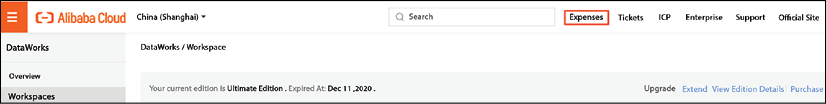 Alibaba Cloud China (Shanghai) Search Expenses Tickets ICP Enterprise Support Official Site
DataWorks DataWorks / Workspace
Overview
Your current edition is Ultimate Edition . Expired At: Dec 11 ,2020 . Upgrade Extend View Edition Details Purchase
Workspaces